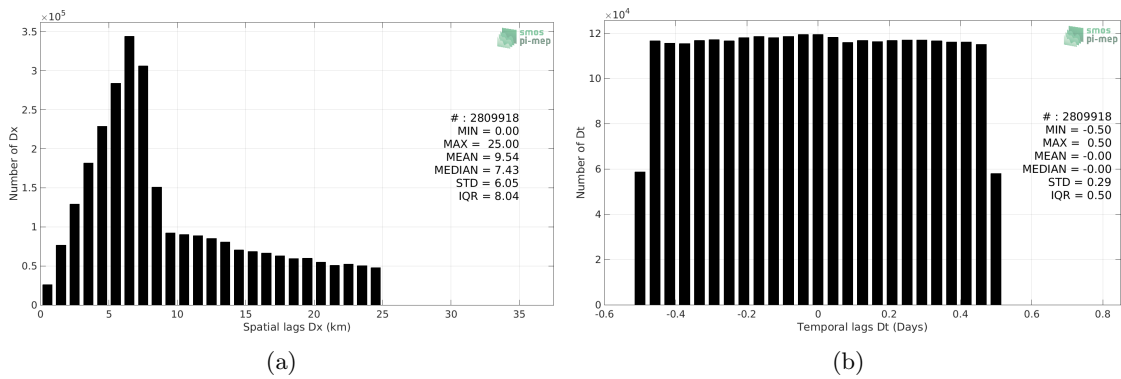 ×10⁵
3.5
3
2.5
2
1.5
1
0.5
0
0 5 10 15 20 25 30 35
Number of Dx
Spatial lags Dx (km)
smos
pi-mep
# : 2809918
MIN = 0.00
MAX = 25.00
MEAN = 9.54
MEDIAN = 7.43
STD = 6.05
IQR = 8.04
(a)
×10⁴
12
10
8
6
4
2
0
-0.6 -0.4 -0.2 0 0.2 0.4 0.6 0.8
Number of Dt
Temporal lags Dt (Days)
smos
pi-mep
# : 2809918
MIN = -0.50
MAX = 0.50
MEAN = -0.00
MEDIAN = -0.00
STD = 0.29
IQR = 0.50
(b)